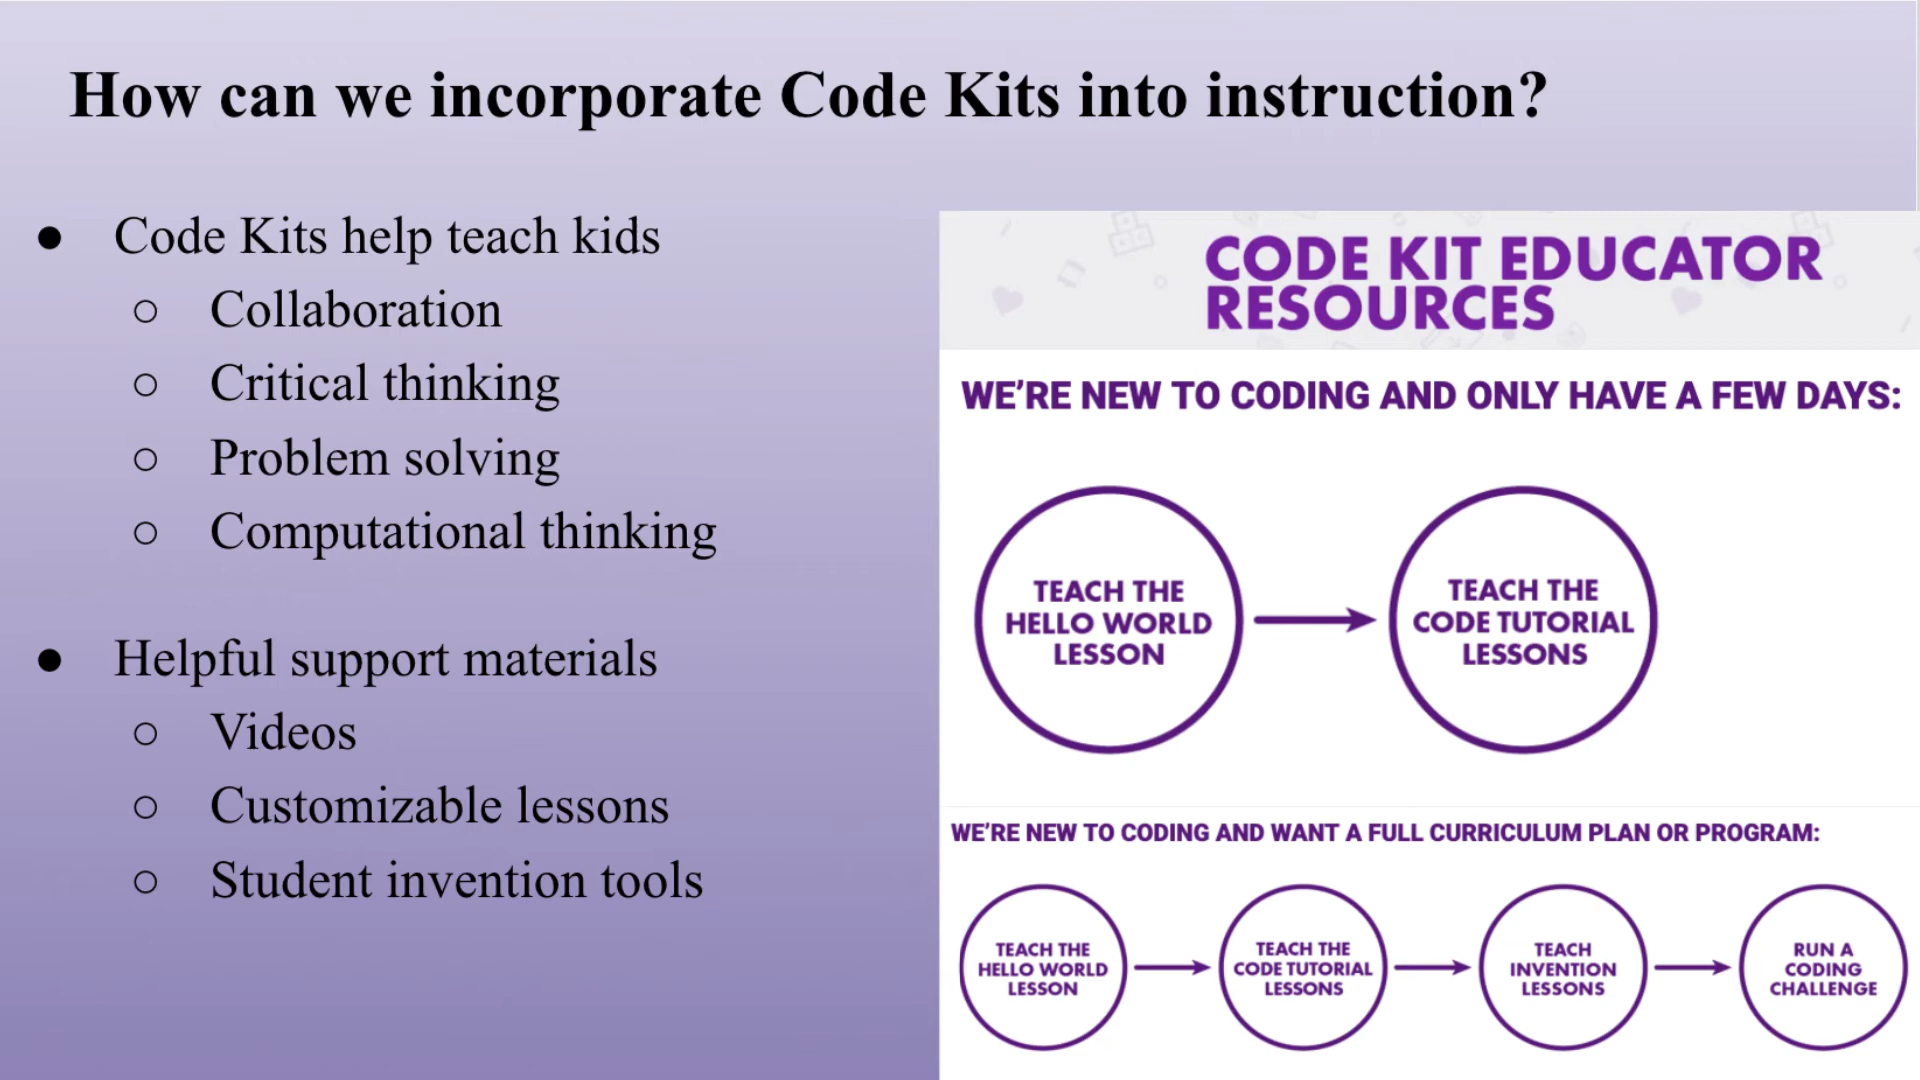 How can we incorporate Code Kits into instruction?
● Code Kits help teach kids
○ Collaboration
○ Critical thinking
○ Problem solving
○ Computational thinking
● Helpful support materials
○ Videos
○ Customizable lessons
○ Student invention tools
CODE KIT EDUCATOR
RESOURCES
WE'RE NEW TO CODING AND ONLY HAVE A FEW DAYS:
TEACH THE
HELLO WORLD
LESSON
TEACH THE
CODE TUTORIAL
LESSONS
WE'RE NEW TO CODING AND WANT A FULL CURRICULUM PLAN OR PROGRAM:
TEACH THE
HELLO WORLD
LESSON
TEACH THE
CODE TUTORIAL
LESSONS
TEACH
INVENTION
LESSONS
RUN A
CODING
CHALLENGE